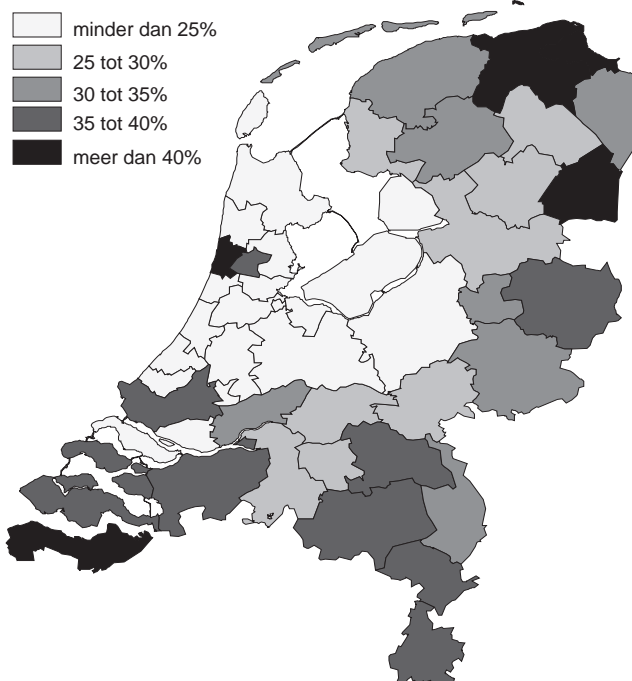 minder dan 25%
25 tot 30%
30 tot 35%
35 tot 40%
meer dan 40%